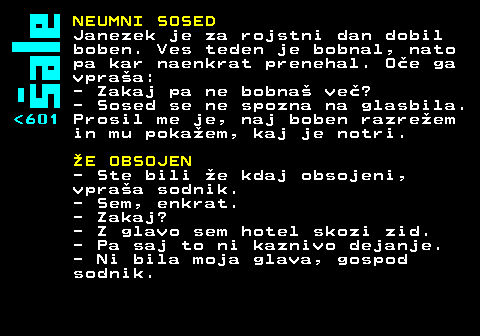 Šale
<601
NEUMNI SOSED
Janezek je za rojstni dan dobil
boben. Ves teden je bobnal, nato
pa kar naenkrat prenehal. Oče ga
vpraša:
- Zakaj pa ne bobnaš več?
- Sosed se ne spozna na glasbila.
Prosil me je, naj boben razrežem
in mu pokažem, kaj je notri.
ŽE OBSOJEN
- Ste bili že kdaj obsojeni,
vpraša sodnik.
- Sem, enkrat.
- Zakaj?
- Z glavo sem hotel skozi zid.
- Pa saj to ni kaznivo dejanje.
- Ni bila moja glava, gospod
sodnik.